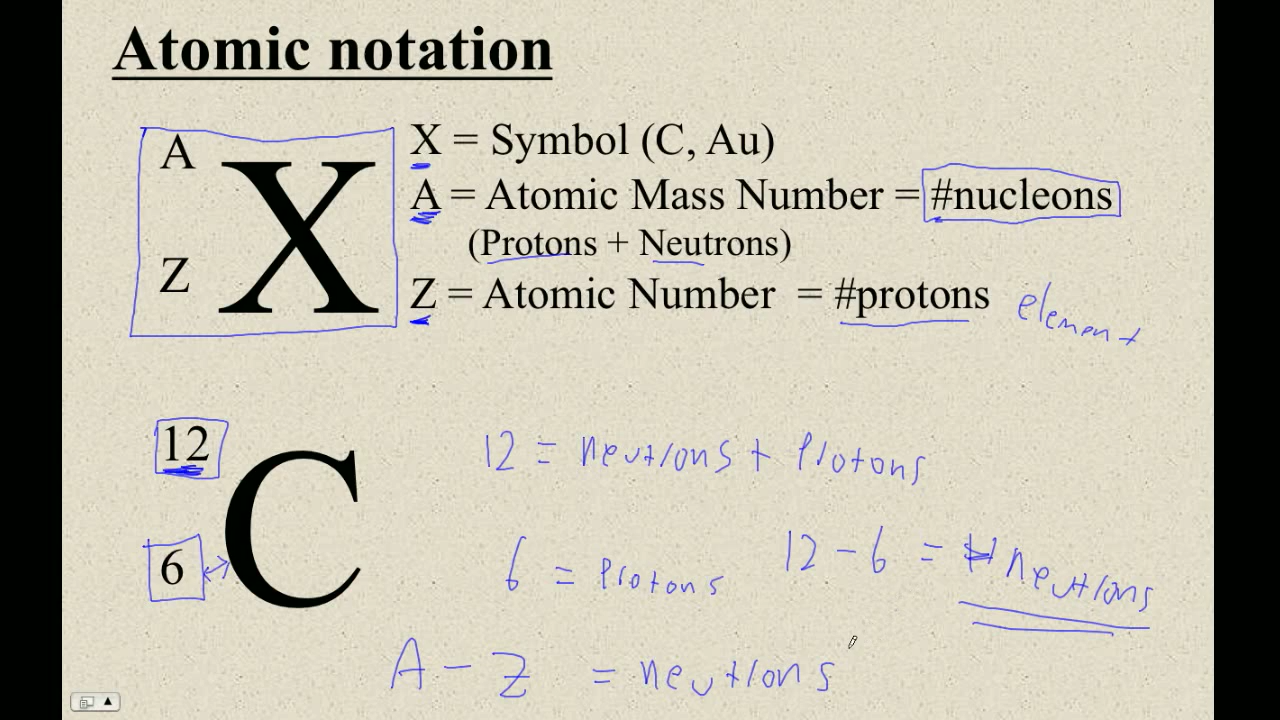 Atomic notation
A
X
Z
X = Symbol (C, Au)
A = Atomic Mass Number = #nucleons
(Protons + Neutrons)
Z = Atomic Number = #protons element
12
C
6
12 = neutrons + Protons
6 = Protons
12 - 6 = # neutrons
A - Z = neutrons